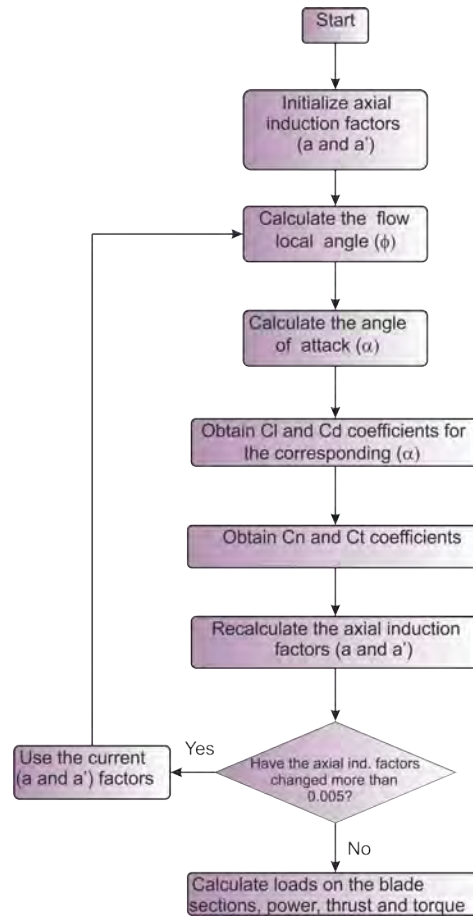 Start
Initialize axial
induction factors
(a and a’)
Calculate the flow
local angle (ϕ)
Calculate the angle
of attack (α)
Obtain Cl and Cd coefficients for
the corresponding (α)
Obtain Cn and Ct coefficients
Recalculate the axial induction
factors (a and a’)
Have the axial ind. factors
changed more than
0.005?
Yes
Use the current
(a and a’) factors
No
Calculate loads on the blade
sections, power, thrust and torque